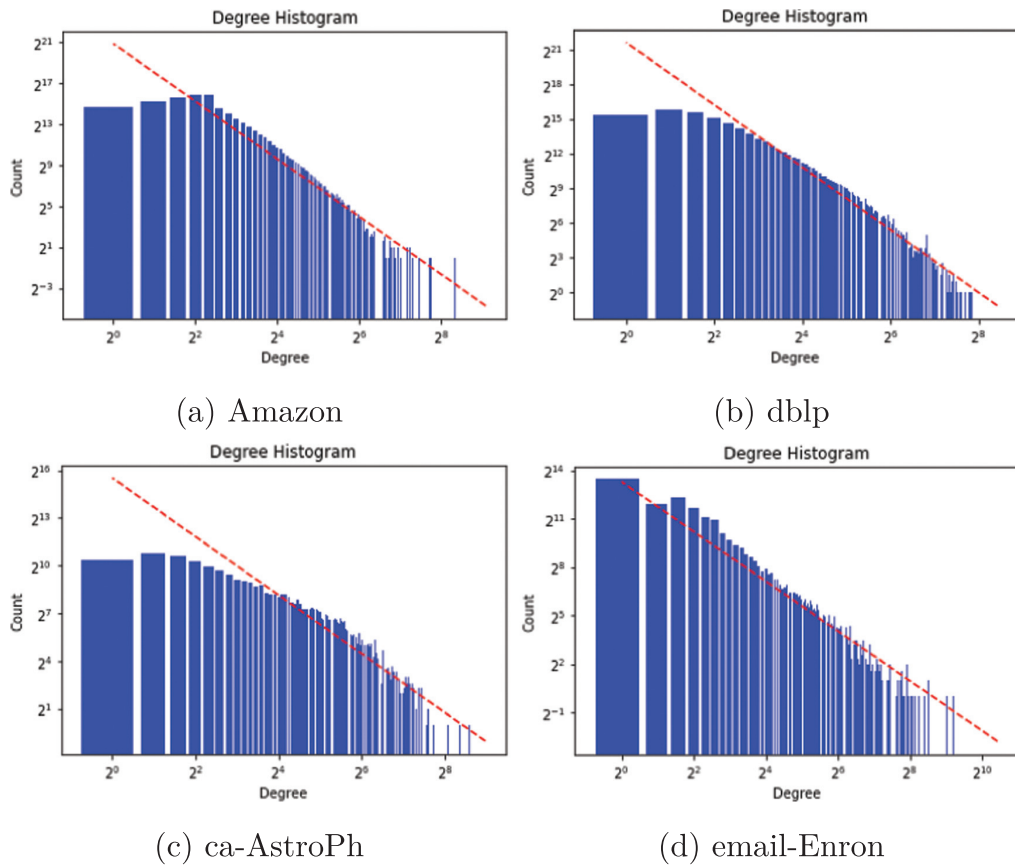 Degree Histogram
2^21
2^17
2^13
2^9
2^5
2^1
2^-3
Count
2^0 2^2 2^4 2^6 2^8
Degree
(a) Amazon
Degree Histogram
2^21
2^18
2^15
2^12
2^9
2^6
2^3
2^0
Count
2^0 2^2 2^4 2^6 2^8
Degree
(b) dblp
Degree Histogram
2^16
2^13
2^10
2^7
2^4
2^1
Count
2^0 2^2 2^4 2^6 2^8
Degree
(c) ca-AstroPh
Degree Histogram
2^14
2^11
2^8
2^5
2^2
2^-1
Count
2^0 2^2 2^4 2^6 2^8 2^10
Degree
(d) email-Enron